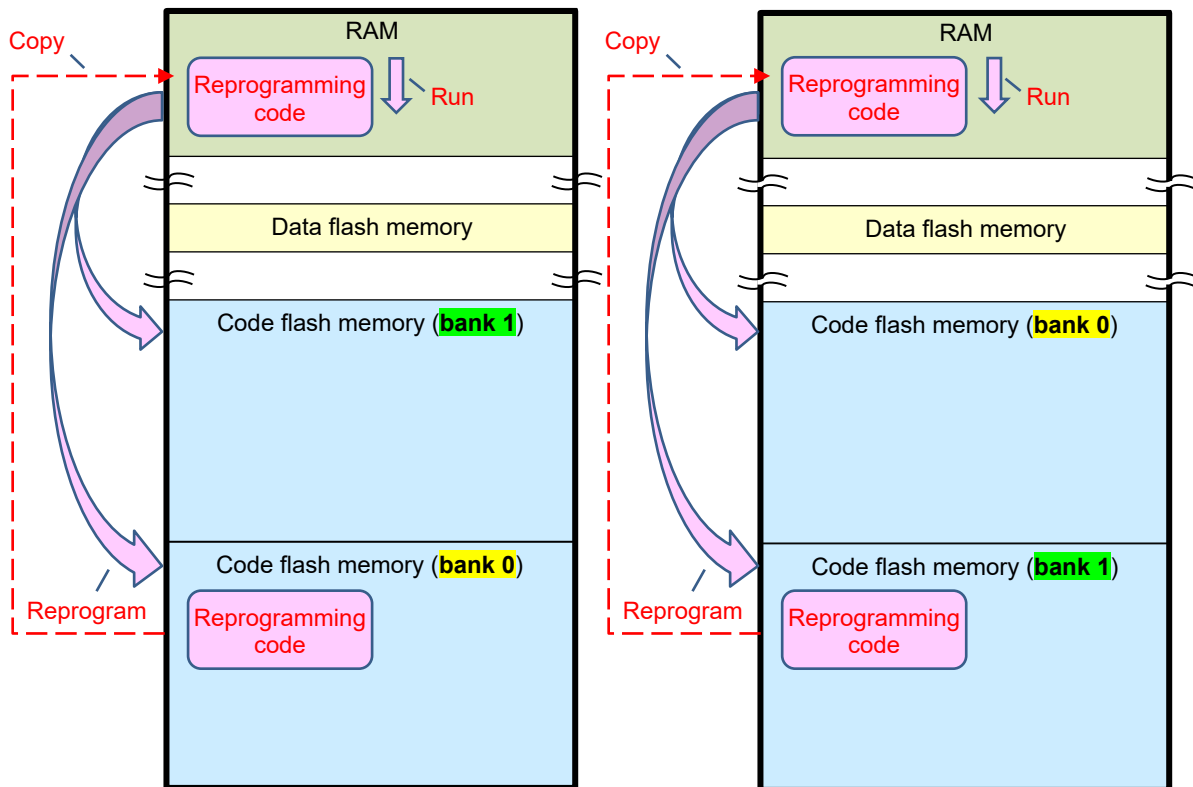 Copy
RAM
Reprogramming
code
Run
Data flash memory
Code flash memory (bank 1)
Code flash memory (bank 0)
Reprogram
Reprogramming
code
Copy
RAM
Reprogramming
code
Run
Data flash memory
Code flash memory (bank 0)
Code flash memory (bank 1)
Reprogram
Reprogramming
code